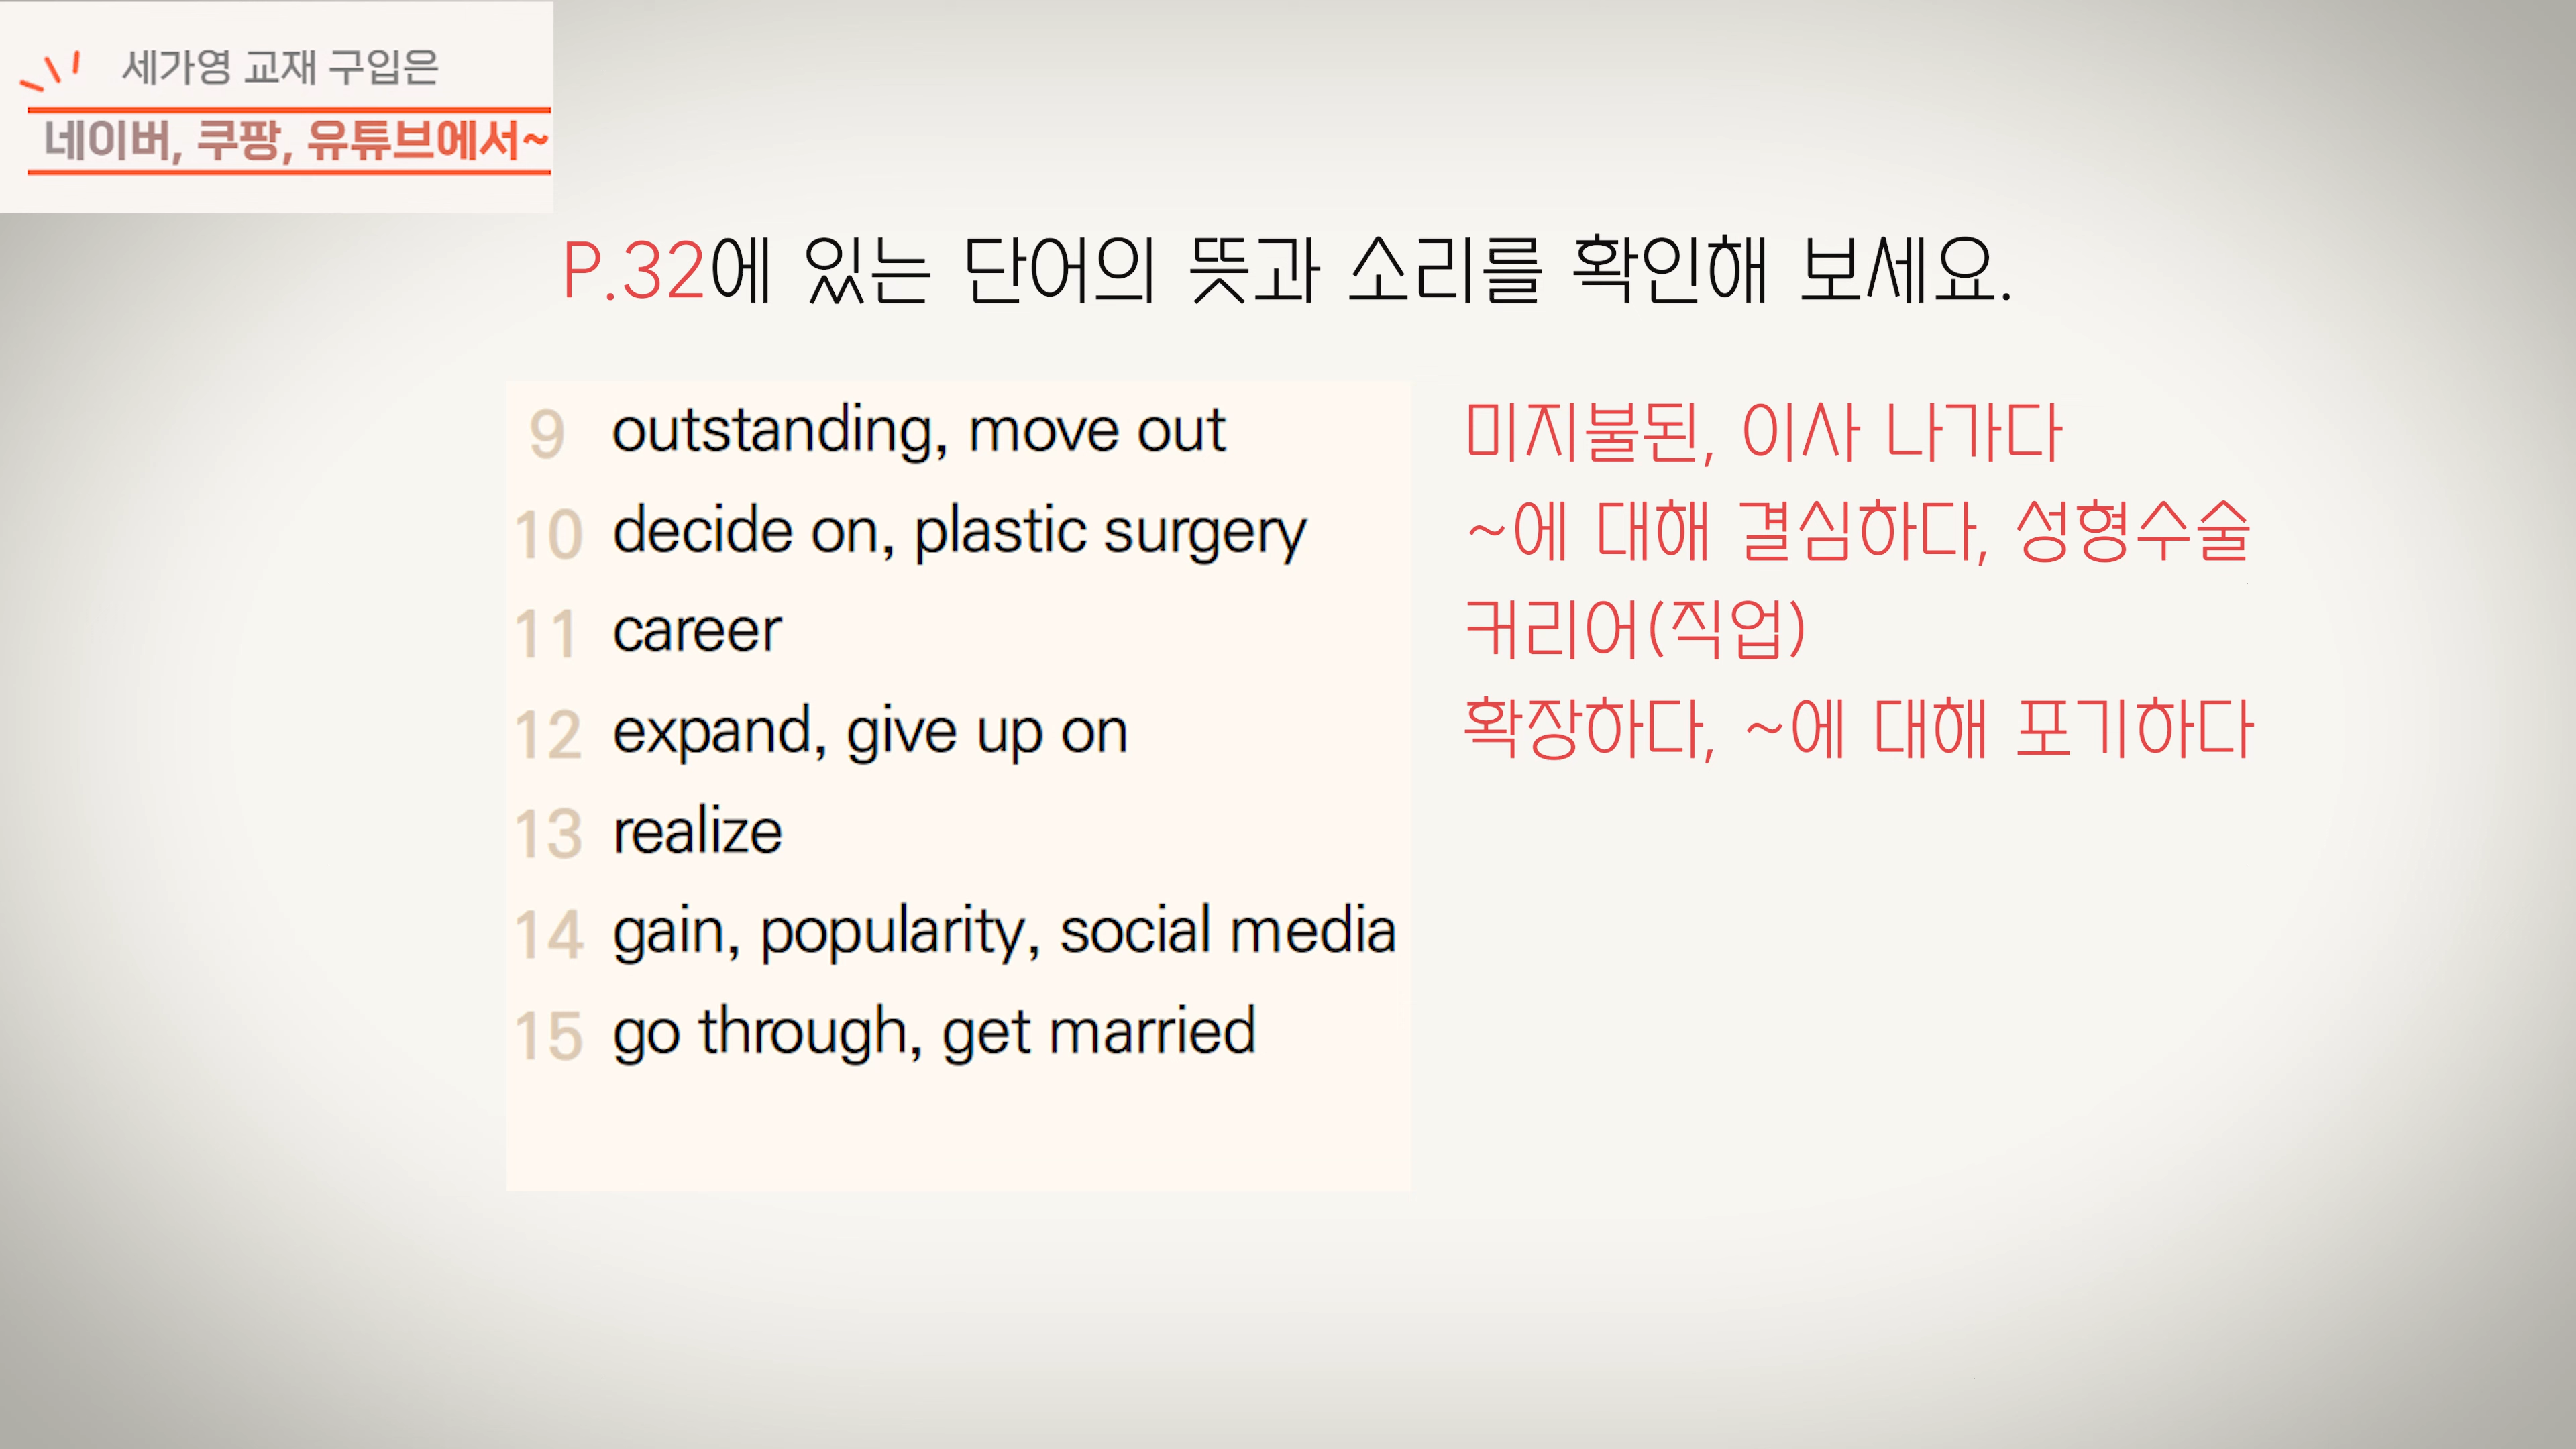 세가영 교재 구입은
네이버, 쿠팡, 유튜브에서~
P.32에 있는 단어의 뜻과 소리를 확인해 보세요.
9 outstanding, move out 미지불된, 이사 나가다
10 decide on, plastic surgery ~에 대해 결심하다, 성형수술
11 career 커리어(직업)
12 expand, give up on 확장하다, ~에 대해 포기하다
13 realize
14 gain, popularity, social media
15 go through, get married